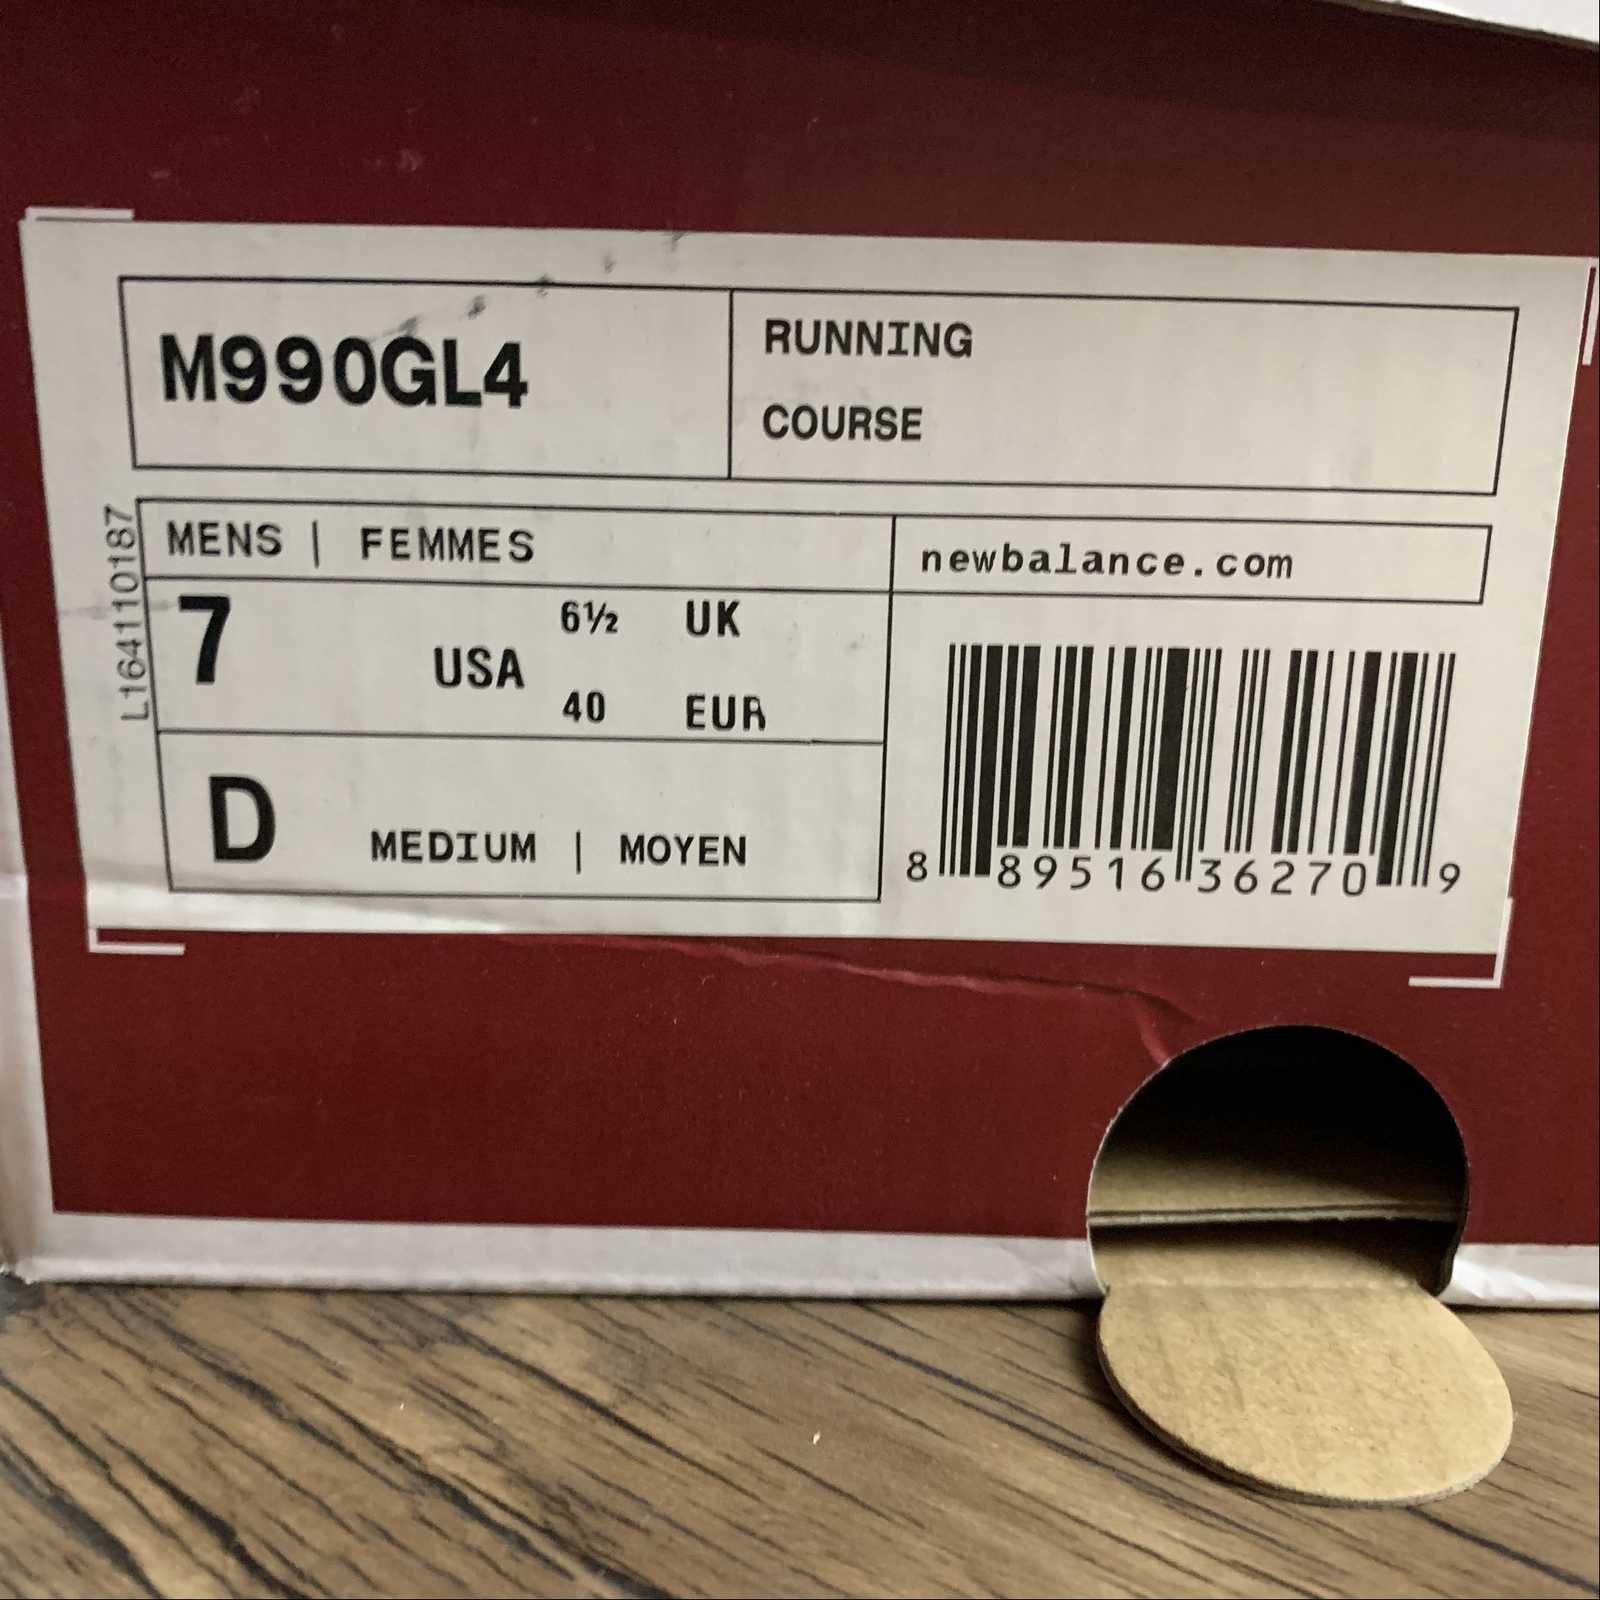 M990GL4
RUNNING
COURSE
L16411O187
MENS | FEMMES
newbalance.com
7 USA 6½ UK
40 EUR
D MEDIUM | MOYEN
8 89516 36270 9